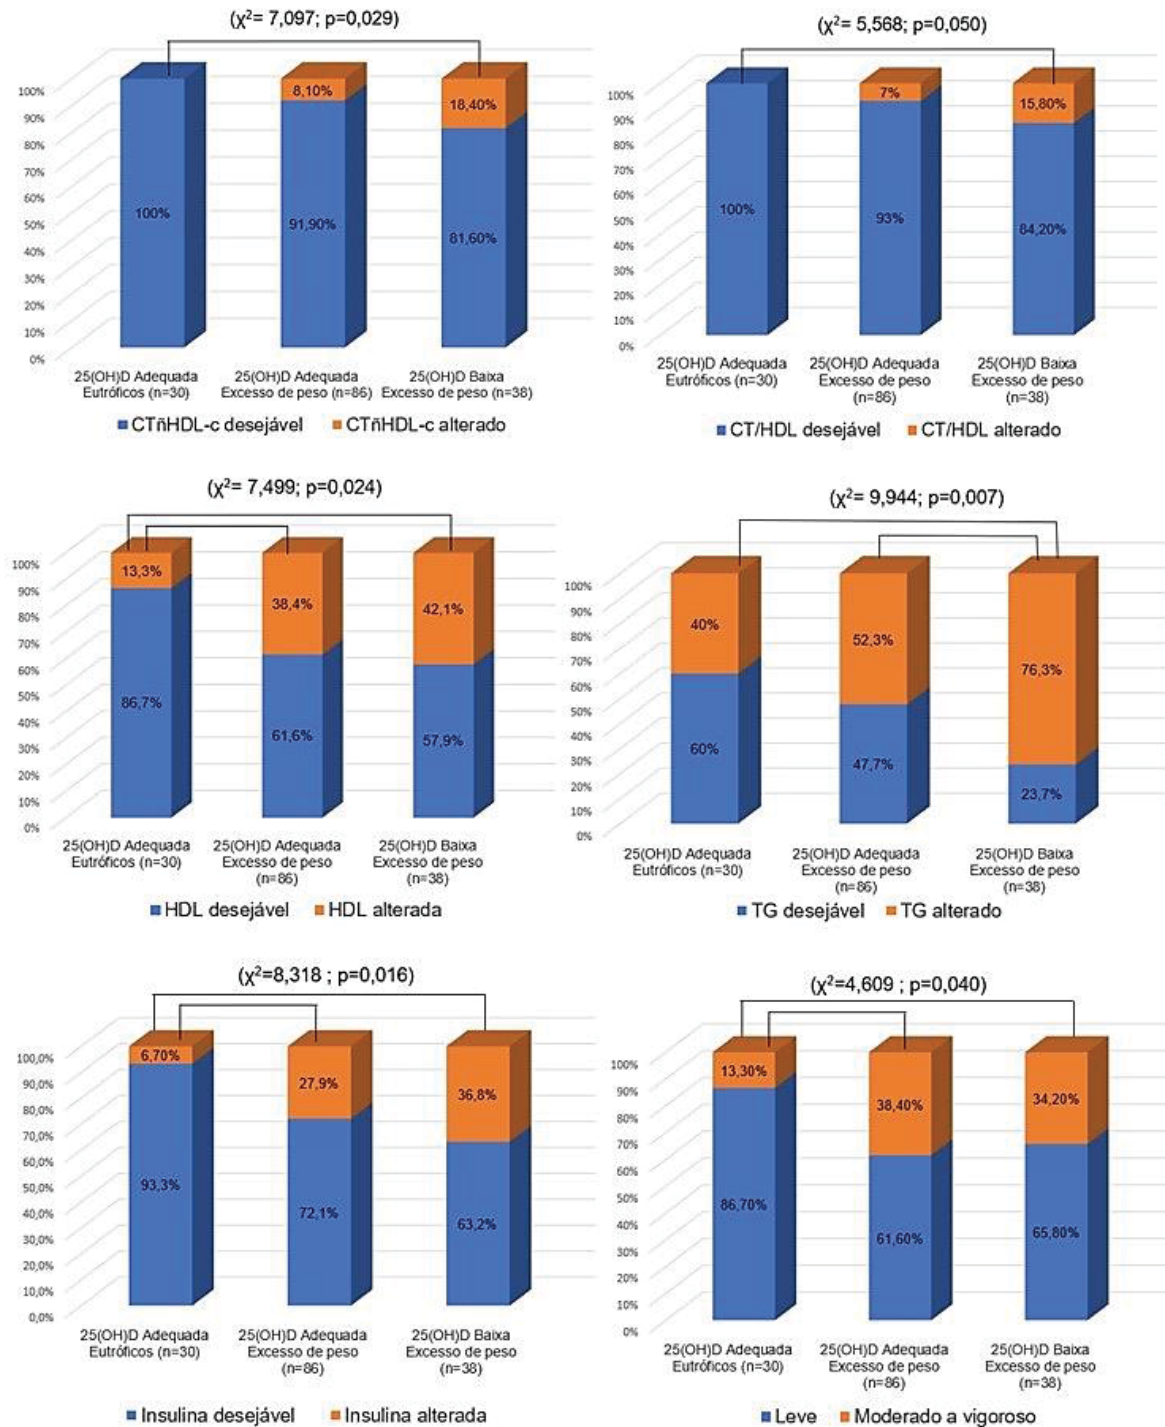 (χ²= 7,097; p=0,029)
100%
90%
80%
70%
60%
50%
40%
30%
20%
10%
0%
100%
8,10%
91,90%
18,40%
81,60%
25(OH)D Adequada
Eutróficos (n=30)
25(OH)D Adequada
Excesso de peso (n=86)
25(OH)D Baixa
Excesso de peso (n=38)
CTñHDL-c desejável
CTñHDL-c alterado
(χ²= 5,568; p=0,050)
100%
90%
80%
70%
60%
50%
40%
30%
20%
10%
0%
100%
7%
93%
15,80%
84,20%
25(OH)D Adequada
Eutróficos (n=30)
25(OH)D Adequada
Excesso de peso
(n=86)
25(OH)D Baixa
Excesso de peso
(n=38)
CT/HDL desejável
CT/HDL alterado
(χ²= 7,499; p=0,024)
100%
90%
80%
70%
60%
50%
40%
30%
20%
10%
0%
13,3%
86,7%
38,4%
61,6%
42,1%
57,9%
25(OH)D Adequada
Eutróficos (n=30)
25(OH)D Adequada
Excesso de peso
(n=86)
25(OH)D Baixa
Excesso de peso
(n=38)
HDL desejável
HDL alterada
(χ²= 9,944; p=0,007)
100%
90%
80%
70%
60%
50%
40%
30%
20%
10%
0%
40%
60%
52,3%
47,7%
76,3%
23,7%
25(OH)D Adequada
Eutróficos (n=30)
25(OH)D Adequada
Excesso de peso
(n=86)
25(OH)D Baixa
Excesso de peso
(n=38)
TG desejável
TG alterado
(χ²=8,318 ; p=0,016)
100,0%
90,0%
80,0%
70,0%
60,0%
50,0%
40,0%
30,0%
20,0%
10,0%
0,0%
6,70%
93,3%
27,9%
72,1%
36,8%
63,2%
25(OH)D Adequada
Eutróficos (n=30)
25(OH)D Adequada
Excesso de peso
(n=86)
25(OH)D Baixa
Excesso de peso
(n=38)
Insulina desejável
Insulina alterada
(χ²=4,609 ; p=0,040)
100%
90%
80%
70%
60%
50%
40%
30%
20%
10%
0%
13,30%
86,70%
38,40%
61,60%
34,20%
65,80%
25(OH)D Adequada
Eutróficos (n=30)
25(OH)D Adequada
Excesso de peso
(n=86)
25(OH)D Baixa
Excesso de peso
(n=38)
Leve
Moderado a vigoroso